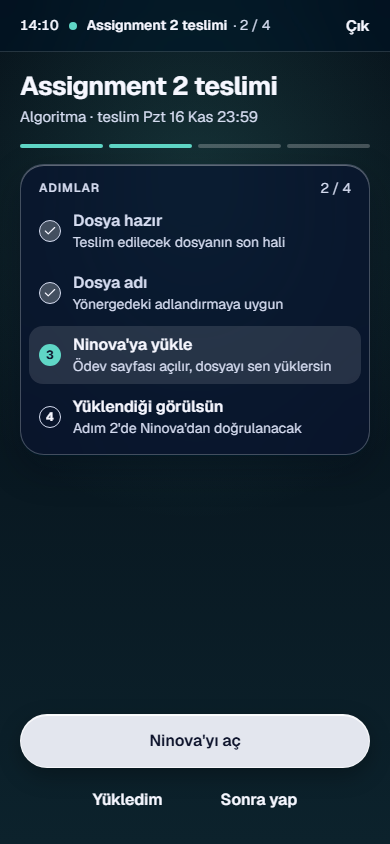 14:10 ● Assignment 2 teslimi · 2 / 4 Çık
Assignment 2 teslimi
Algoritma · teslim Pzt 16 Kas 23:59
ADIMLAR 2 / 4
Dosya hazır
Teslim edilecek dosyanın son hali
Dosya adı
Yönergedeki adlandırmaya uygun
3 Ninova'ya yükle
Ödev sayfası açılır, dosyayı sen yüklersin
4 Yüklendiği görülsün
Adım 2'de Ninova'dan doğrulanacak
Ninova'yı aç
Yükledim Sonra yap